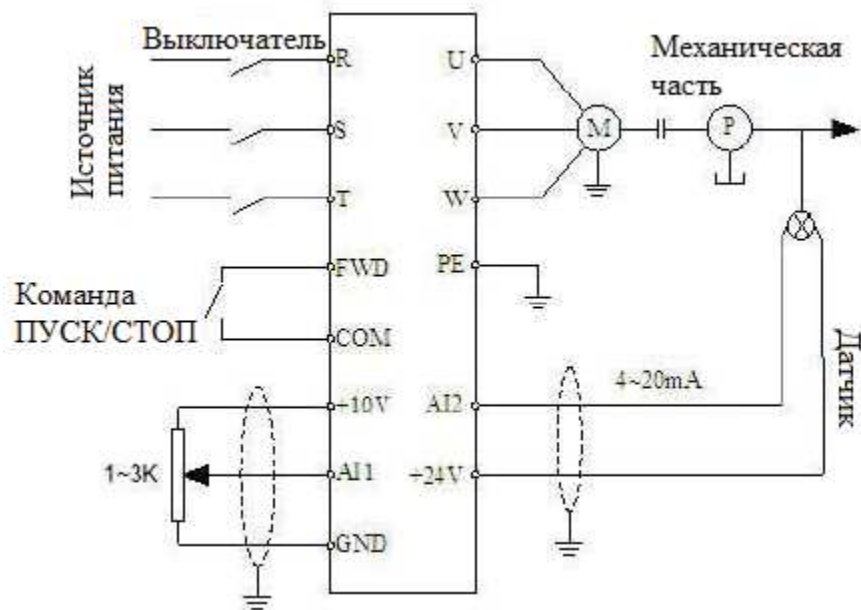 Выключатель
Источник
питания
R
S
T
FWD
COM
Команда
ПУСК/СТОП
+10V
AI1
GND
1~3K
U
V
W
PE
AI2
+24V
M
P
Механическая
часть
4~20mA
Датчик